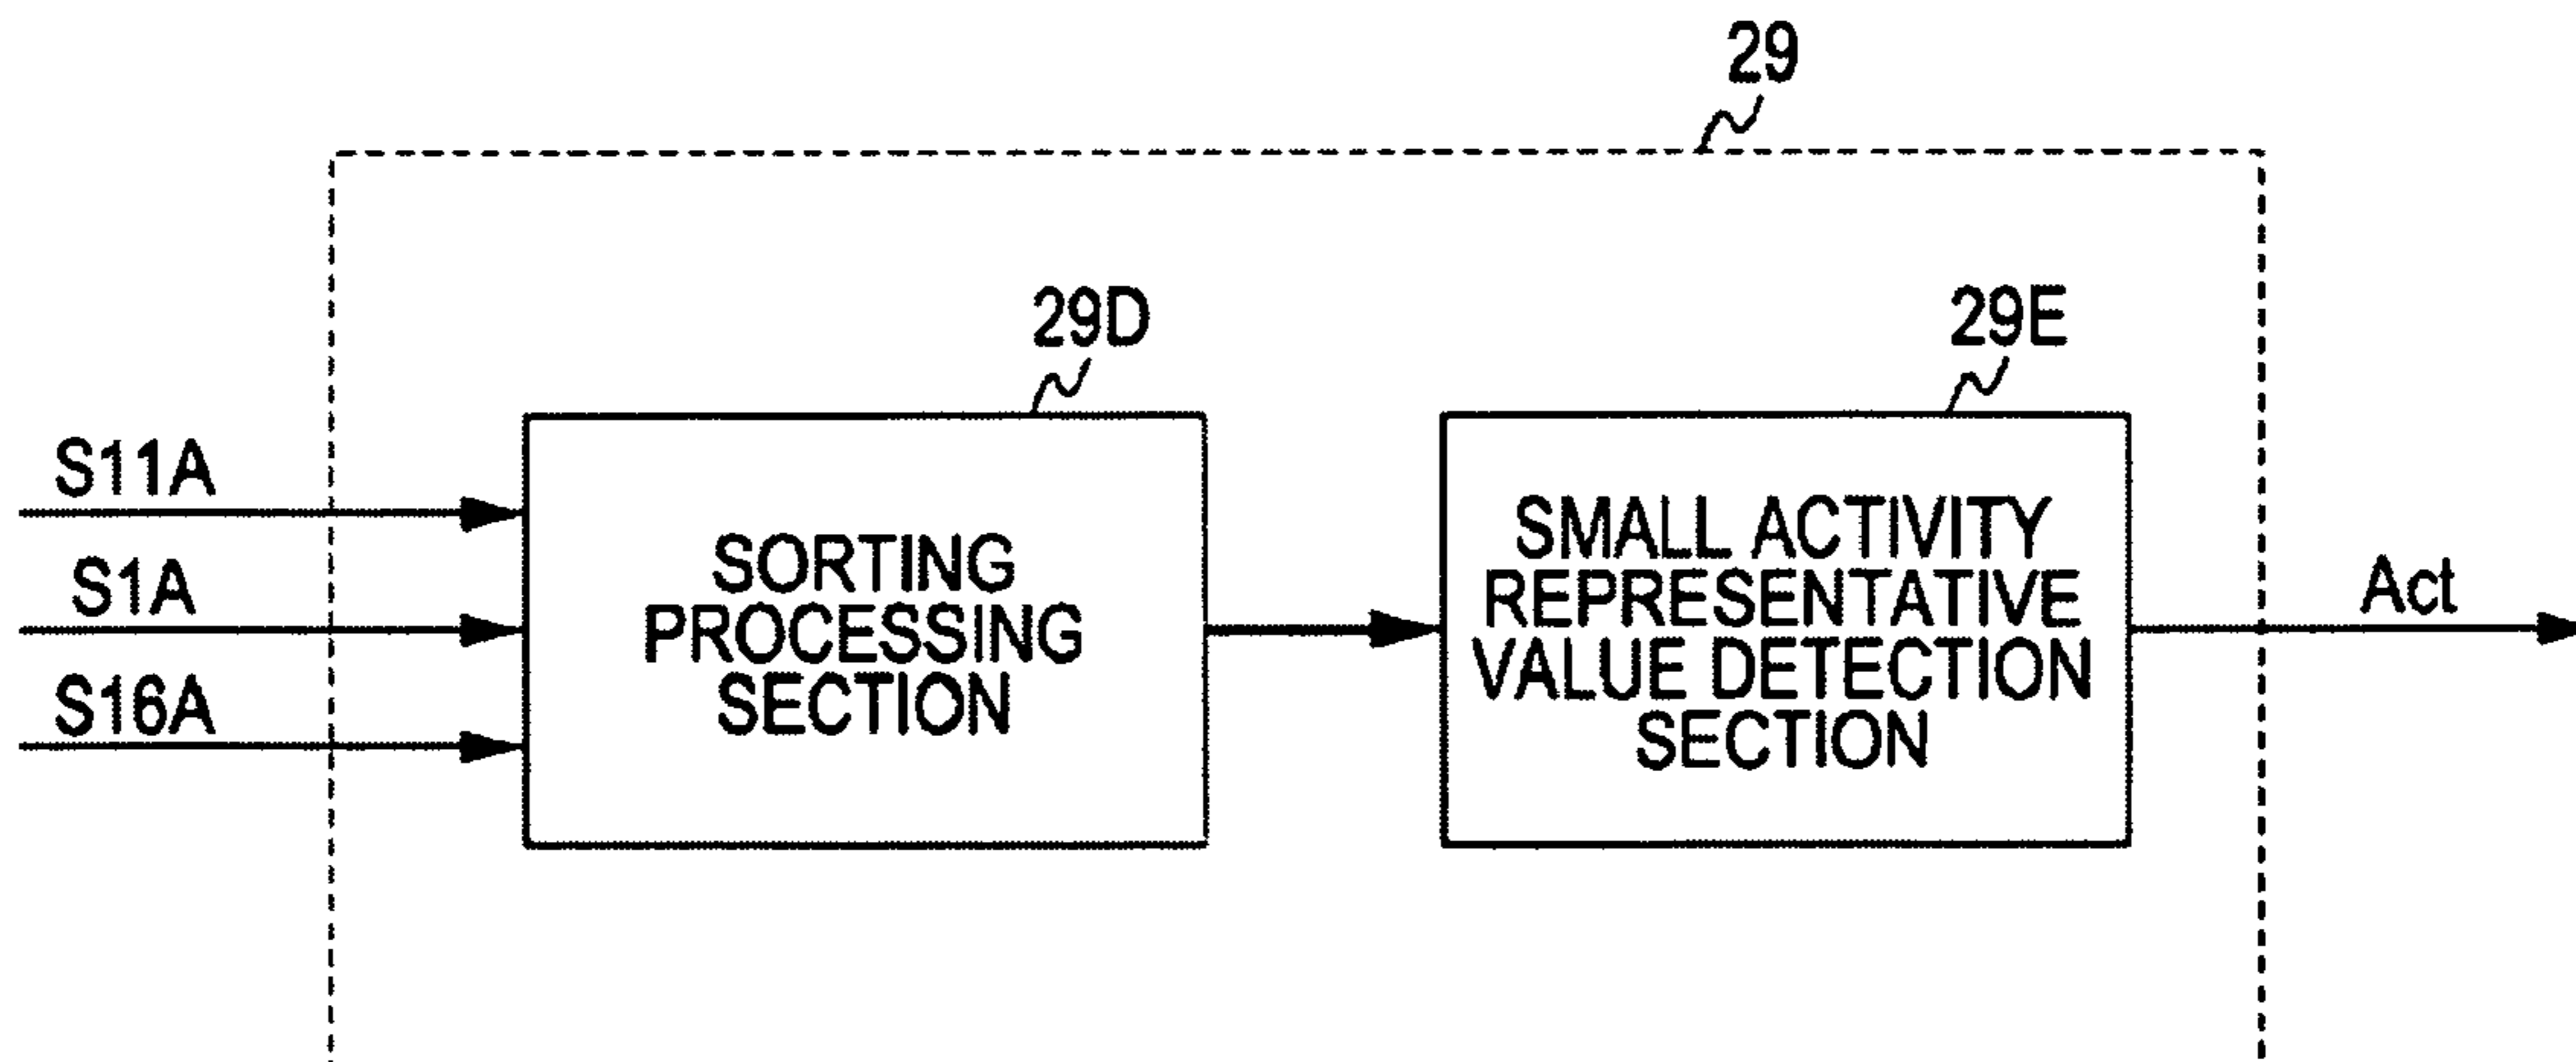 29
29D
29E
S11A
S1A
S16A
SORTING
PROCESSING
SECTION
SMALL ACTIVITY
REPRESENTATIVE
VALUE DETECTION
SECTION
Act